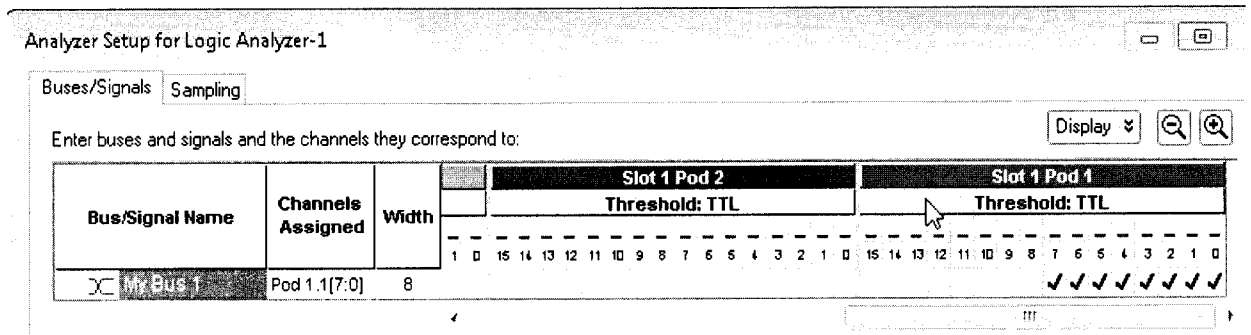 Analyzer Setup for Logic Analyzer-1
Buses/Signals Sampling
Enter buses and signals and the channels they correspond to:
Display
Slot 1 Pod 2 Slot 1 Pod 1
Bus/Signal Name Channels Assigned Width Threshold: TTL Threshold: TTL
1 0 15 14 13 12 11 10 9 8 7 6 5 4 3 2 1 0 15 14 13 12 11 10 9 8 7 6 5 4 3 2 1 0
My Bus 1 Pod 1.1[7:0] 8 ✓ ✓ ✓ ✓ ✓ ✓ ✓ ✓